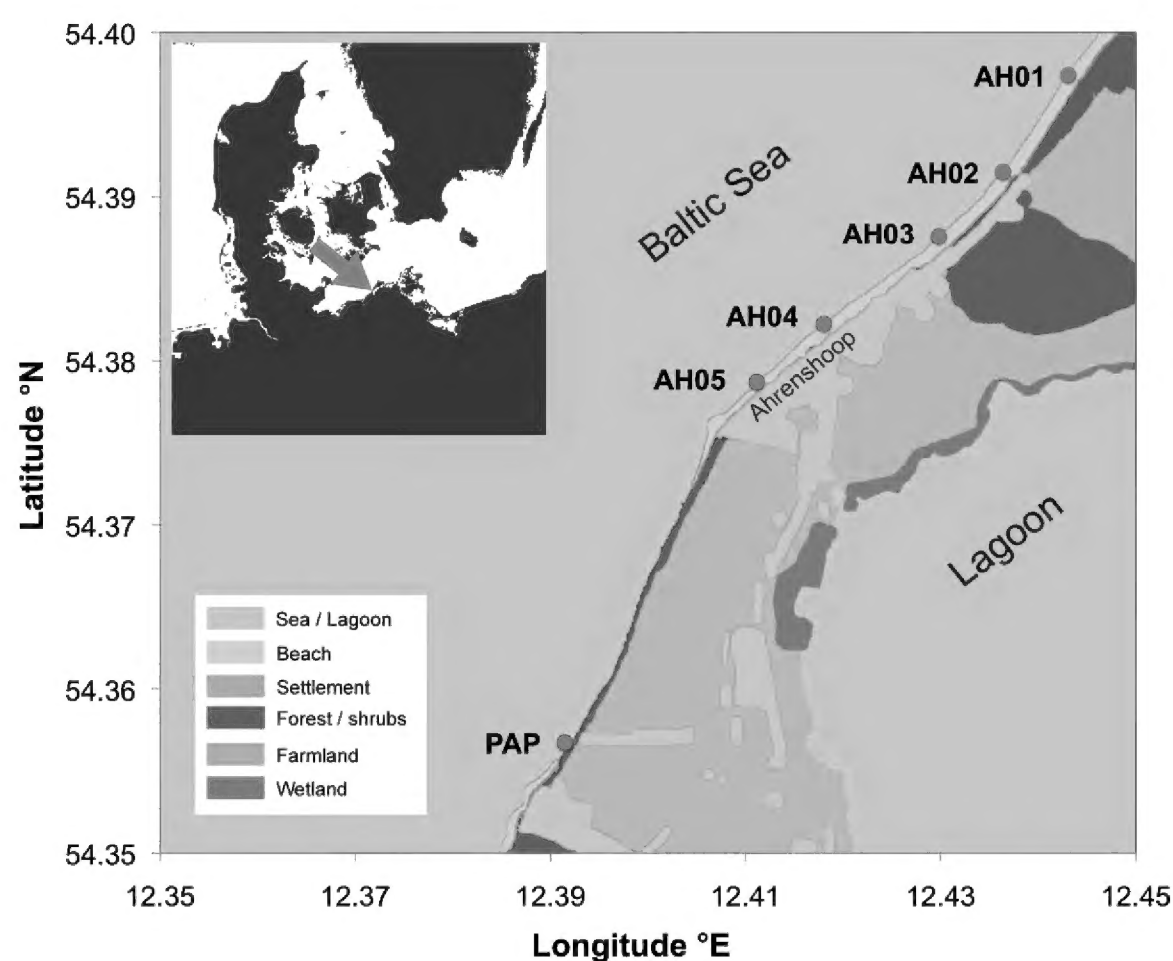 54.40
54.39
54.38
54.37
54.36
54.35
Latitude °N
AH01
AH02
AH03
AH04
AH05
PAP
Baltic Sea
Ahrenshoop
Lagoon
Sea / Lagoon
Beach
Settlement
Forest / shrubs
Farmland
Wetland
12.35
12.37
12.39
12.41
12.43
12.45
Longitude °E